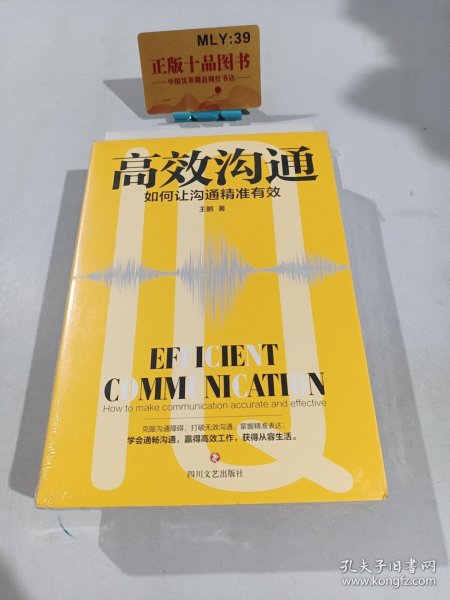 MLY:39
正版十品图书
中国优质精品图书店
高效沟通
如何让沟通精准有效
王鹏 著
EFFICIENT
COMMUNICATION
How to make communication accurate and effective
克服沟通障碍，打破无效沟通，掌握精准表达；
学会通畅沟通，赢得高效工作，获得从容生活。
四川文艺出版社
孔夫子旧书网
www.kongfz.com